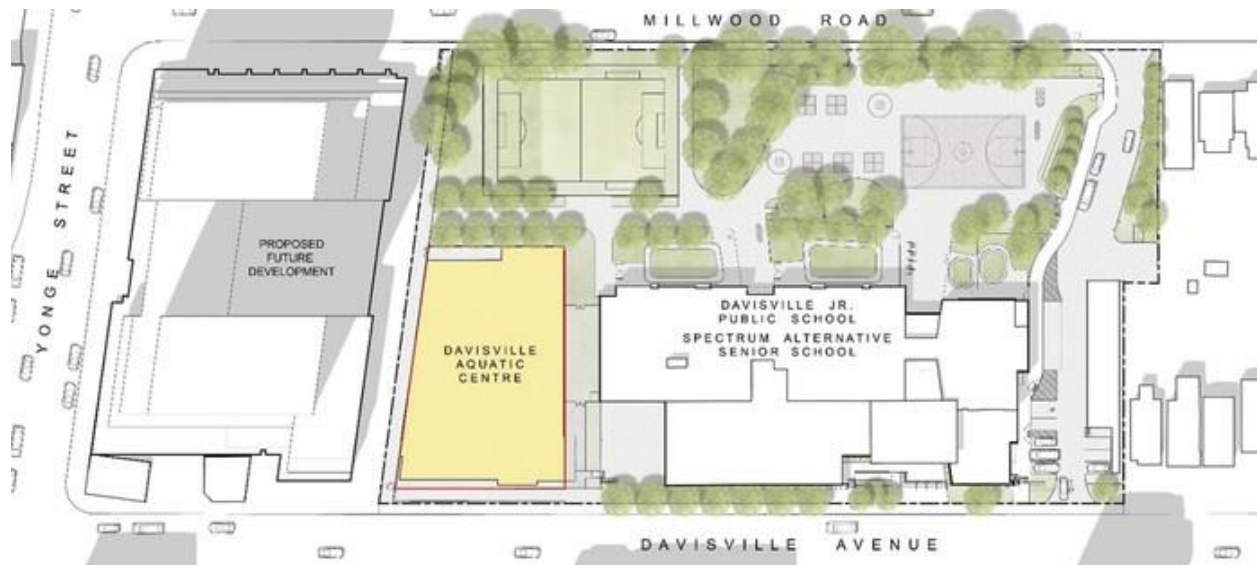 MILLWOOD ROAD
YONGE STREET
PROPOSED
FUTURE
DEVELOPMENT
DAVISVILLE
AQUATIC
CENTRE
DAVISVILLE JR.
PUBLIC SCHOOL
SPECTRUM ALTERNATIVE
SENIOR SCHOOL
DAVISVILLE AVENUE